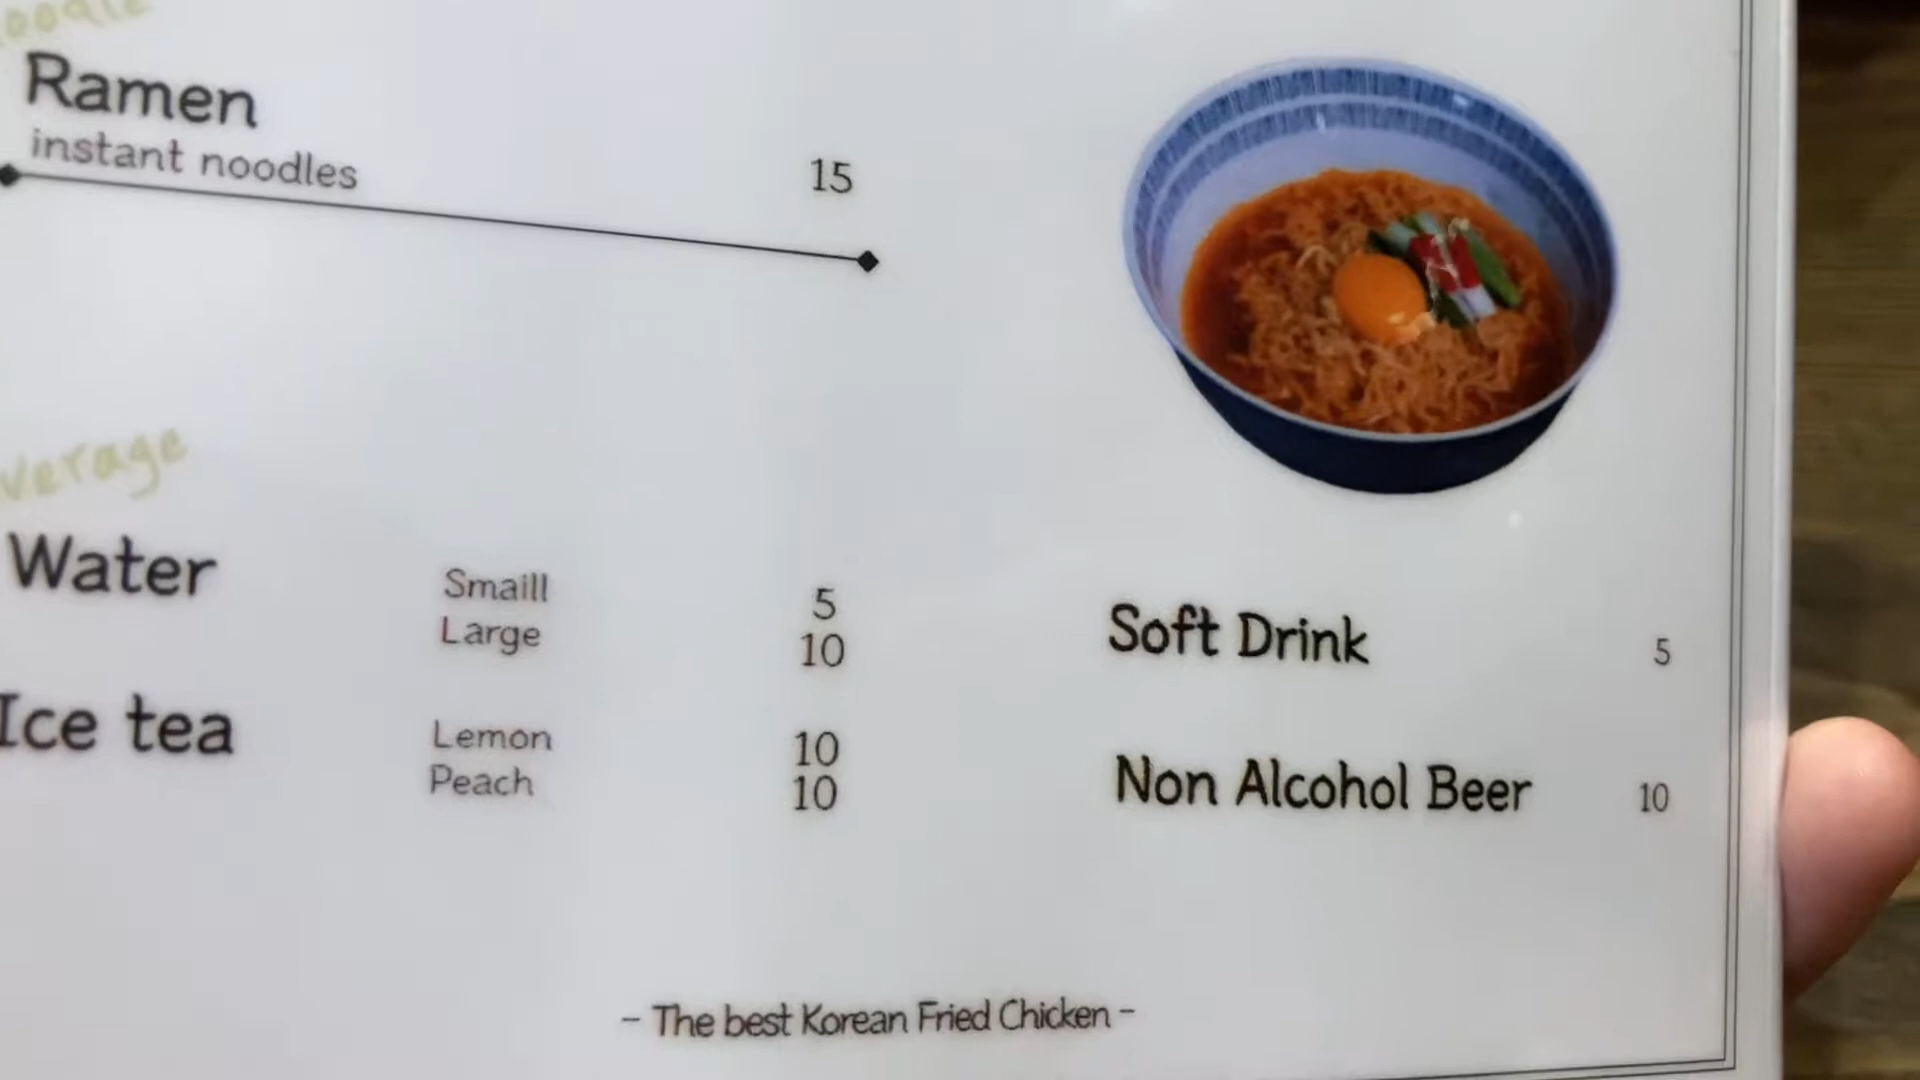 Ramen
instant noodles 15
Water
Smaill 5
Large 10
Ice tea
Lemon 10
Peach 10
Soft Drink 5
Non Alcohol Beer 10
- The best Korean Fried Chicken -